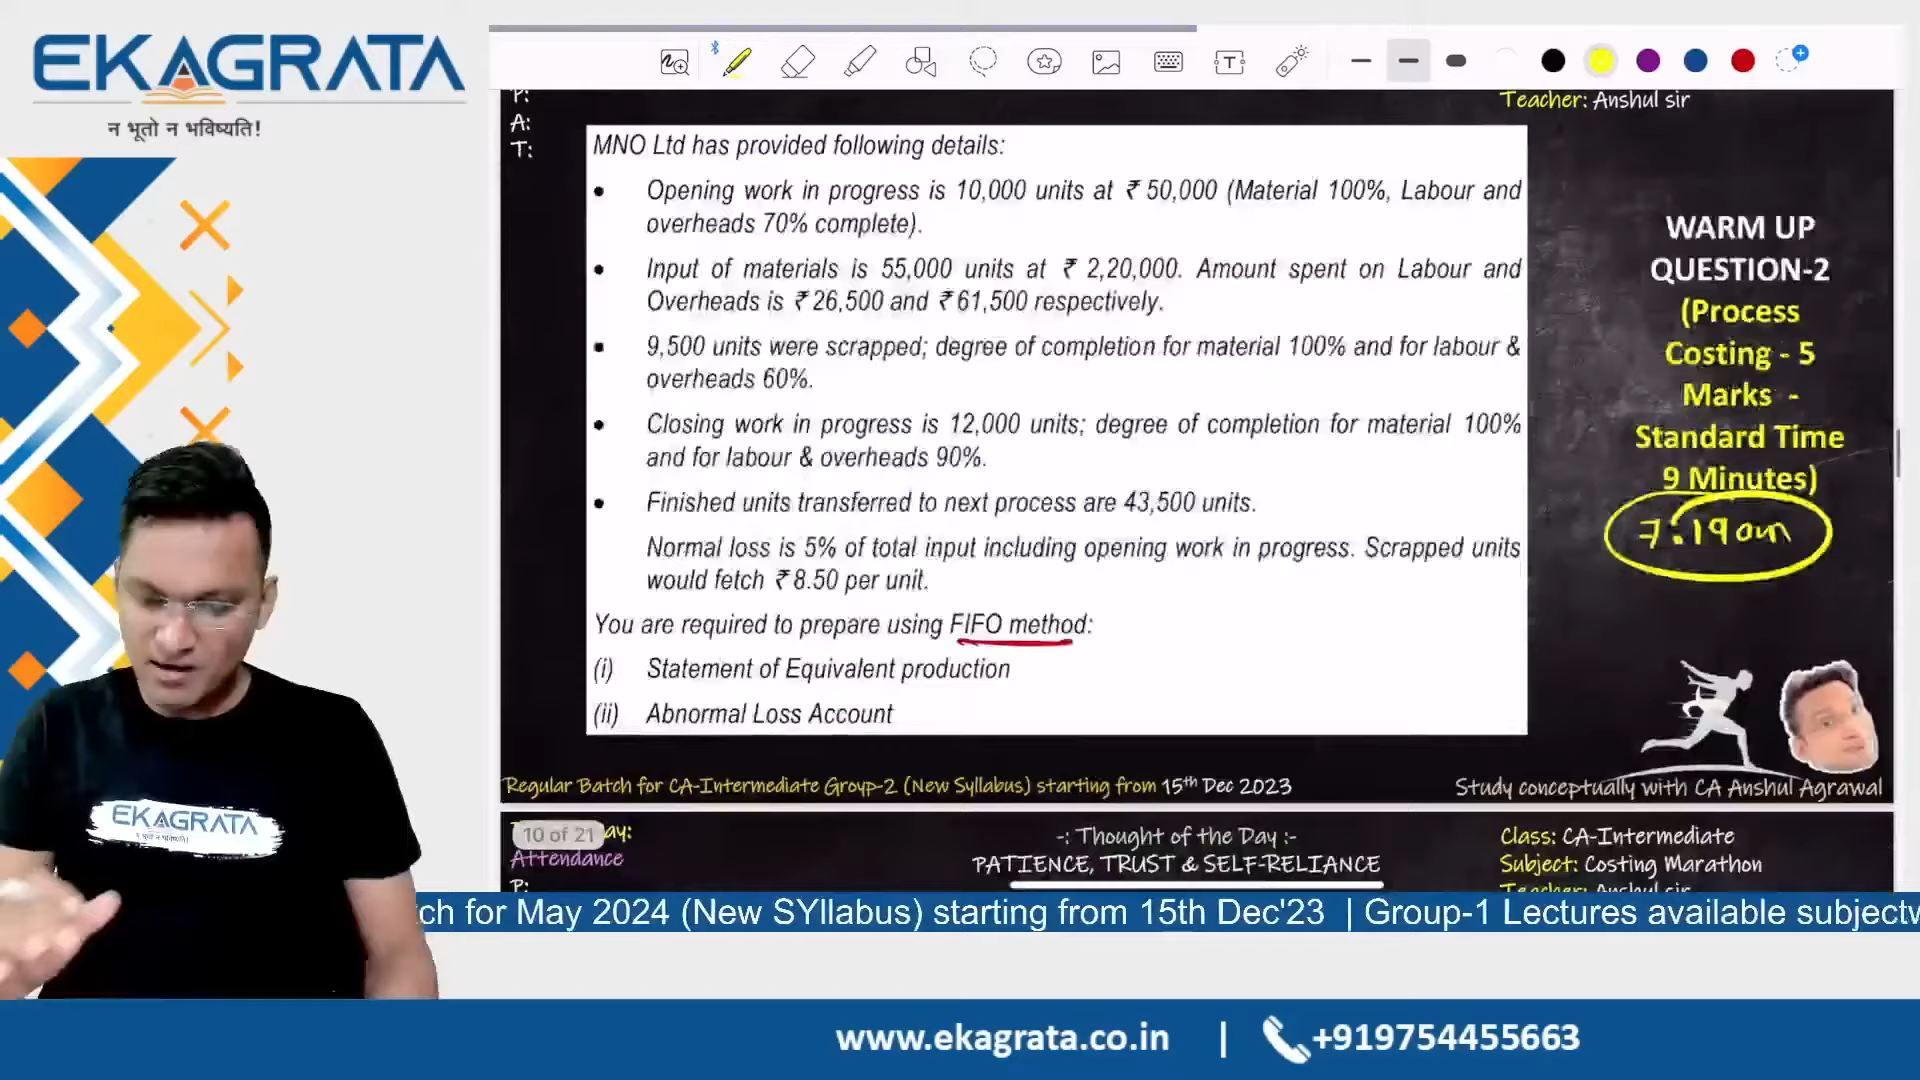 EKAGRATA
न भूतो न भविष्यति!
P:
A:
T:
Teacher: Anshul sir
MNO Ltd has provided following details:
• Opening work in progress is 10,000 units at ₹ 50,000 (Material 100%, Labour and
overheads 70% complete).
• Input of materials is 55,000 units at ₹ 2,20,000. Amount spent on Labour and
Overheads is ₹ 26,500 and ₹ 61,500 respectively.
• 9,500 units were scrapped; degree of completion for material 100% and for labour &
overheads 60%.
• Closing work in progress is 12,000 units; degree of completion for material 100%
and for labour & overheads 90%.
• Finished units transferred to next process are 43,500 units.
Normal loss is 5% of total input including opening work in progress. Scrapped units
would fetch ₹ 8.50 per unit.
You are required to prepare using FIFO method:
(i) Statement of Equivalent production
(ii) Abnormal Loss Account
WARM UP
QUESTION-2
(Process
Costing - 5
Marks -
Standard Time
9 Minutes)
7:19am
Regular Batch for CA-Intermediate Group-2 (New Syllabus) starting from 15th Dec 2023
Study conceptually with CA Anshul Agrawal
10 of 21
ay:
Attendance
P:
-: Thought of the Day :-
PATIENCE, TRUST & SELF-RELIANCE
Class: CA-Intermediate
Subject: Costing Marathon
Teacher: Anshul sir
EKAGRATA
ch for May 2024 (New SYllabus) starting from 15th Dec'23 | Group-1 Lectures available subjectw
www.ekagrata.co.in | +919754455663